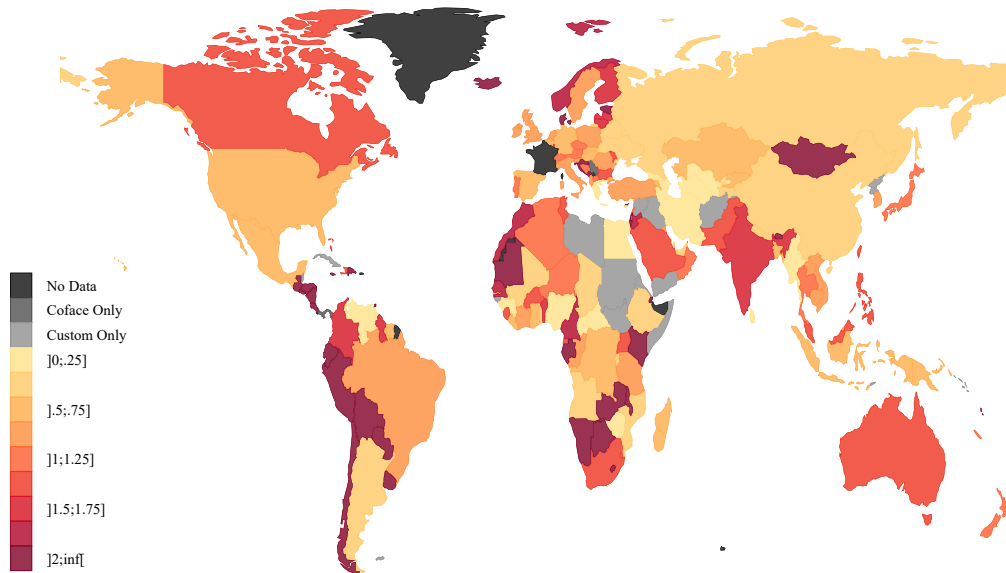 No Data
Coface Only
Custom Only
]0;.25]
].5;.75]
]1;1.25]
]1.5;1.75]
]2;inf[